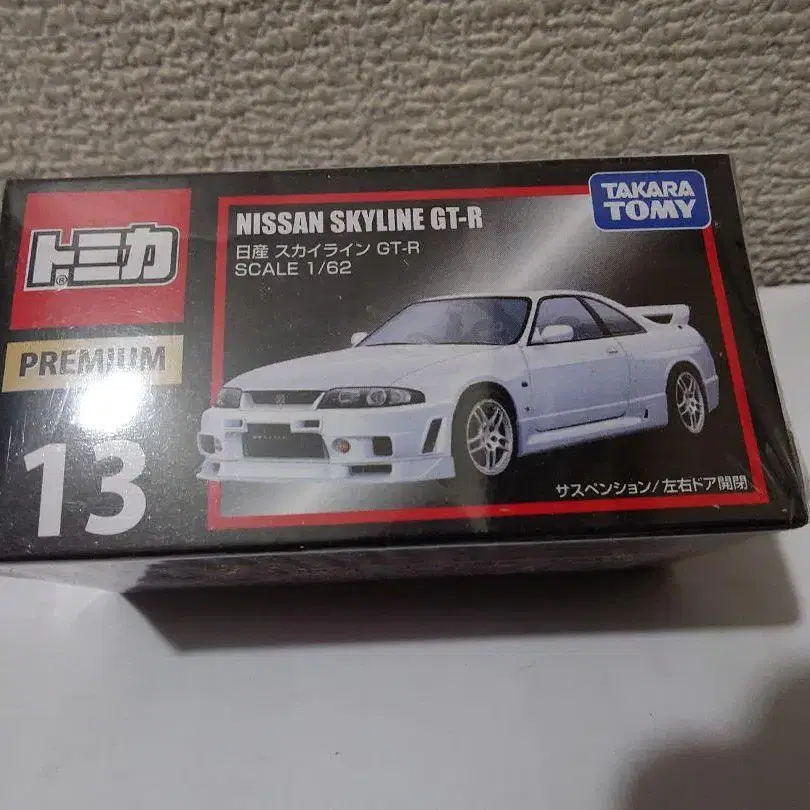 トミカ®
PREMIUM
13
NISSAN SKYLINE GT-R
日産 スカイライン GT-R
SCALE 1/62
TAKARA
TOMY
サスペンション/左右ドア開閉